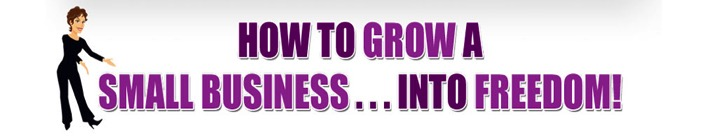 HOW TO GROW A
SMALL BUSINESS . . . INTO FREEDOM!